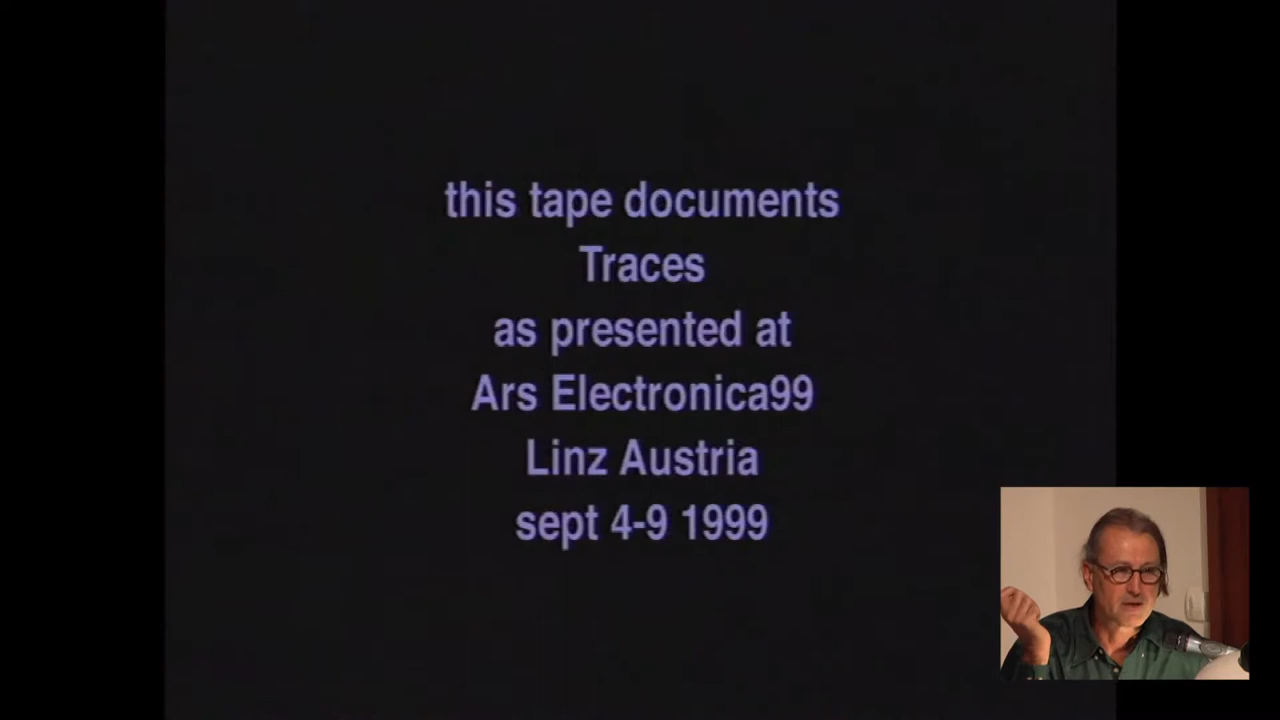 this tape documents
Traces
as presented at
Ars Electronica99
Linz Austria
sept 4-9 1999